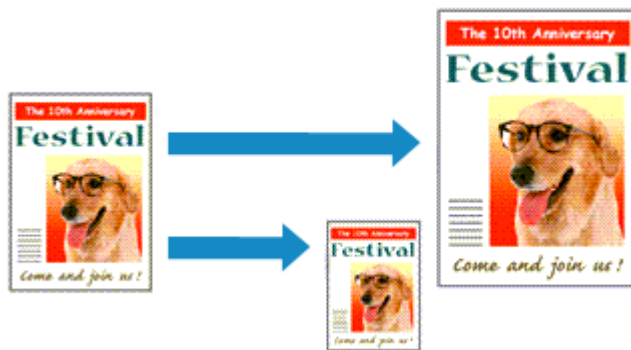 The 10th Anniversary
Festival
Come and join us!
The 10th Anniversary
Festival
Come and join us!
The 10th Anniversary
Festival
Come and join us!